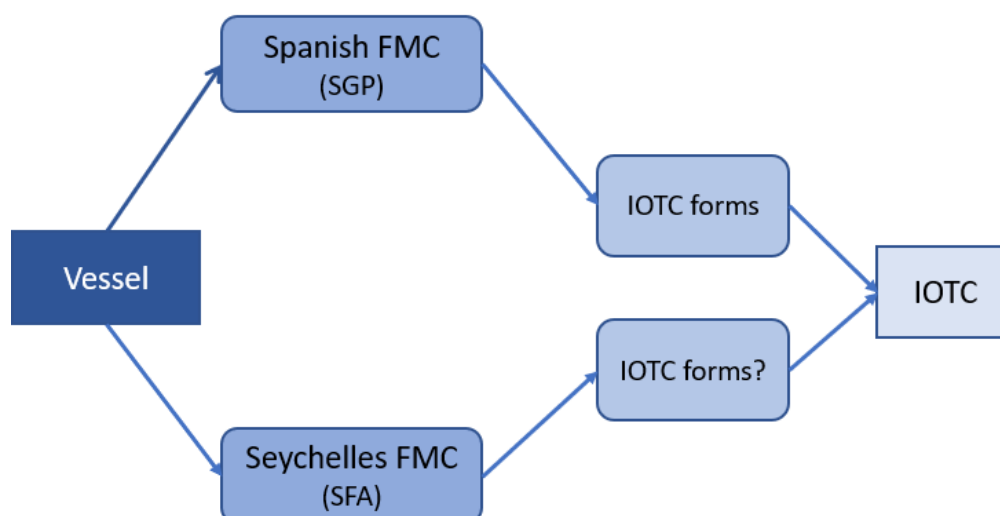 Spanish FMC
(SGP)
IOTC forms
Vessel
IOTC
IOTC forms?
Seychelles FMC
(SFA)